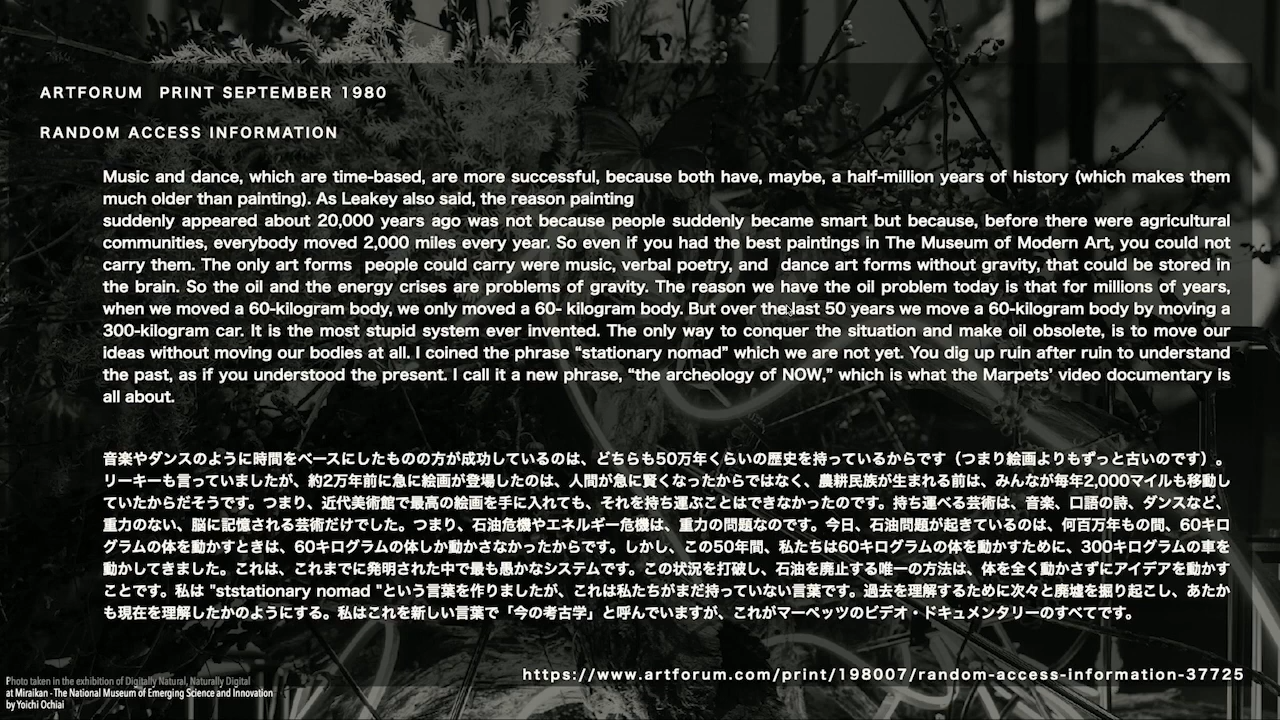 ARTFORUM PRINT SEPTEMBER 1980
RANDOM ACCESS INFORMATION
Music and dance, which are time-based, are more successful, because both have, maybe, a half-million years of history (which makes them
much older than painting). As Leakey also said, the reason painting
suddenly appeared about 20,000 years ago was not because people suddenly became smart but because, before there were agricultural
communities, everybody moved 2,000 miles every year. So even if you had the best paintings in The Museum of Modern Art, you could not
carry them. The only art forms people could carry were music, verbal poetry, and dance art forms without gravity, that could be stored in
the brain. So the oil and the energy crises are problems of gravity. The reason we have the oil problem today is that for millions of years,
when we moved a 60-kilogram body, we only moved a 60- kilogram body. But over the last 50 years we move a 60-kilogram body by moving a
300-kilogram car. It is the most stupid system ever invented. The only way to conquer the situation and make oil obsolete, is to move our
ideas without moving our bodies at all. I coined the phrase “stationary nomad” which we are not yet. You dig up ruin after ruin to understand
the past, as if you understood the present. I call it a new phrase, “the archeology of NOW,” which is what the Marpets’ video documentary is
all about.
音楽やダンスのように時間をベースにしたものの方が成功しているのは、どちらも50万年くらいの歴史を持っているからです（つまり絵画よりもずっと古いのです）。
リーキーも言っていましたが、約2万年前に急に絵画が登場したのは、人間が急に賢くなったからではなく、農耕民族が生まれる前は、みんなが毎年2,000マイルも移動し
ていたからだそうです。つまり、近代美術館で最高の絵画を手に入れても、それを持ち運ぶことはできなかったのです。持ち運べる芸術は、音楽、口語の詩、ダンスなど、
重力のない、脳に記憶される芸術だけでした。つまり、石油危機やエネルギー危機は、重力の問題なのです。今日、石油問題が起きているのは、何百万年もの間、60キロ
グラムの体を動かすときは、60キログラムの体しか動かさなかったからです。しかし、この50年間、私たちは60キログラムの体を動かすために、300キログラムの車を
動かしてきました。これは、これまでに発明された中で最も愚かなシステムです。この状況を打破し、石油を廃止する唯一の方法は、体を全く動かさずにアイデアを動かす
ことです。私は "ststationary nomad "という言葉を作りましたが、これは私たちがまだ持っていない言葉です。過去を理解するために次々と廃墟を掘り起こし、あたか
も現在を理解したかのようにする。私はこれを新しい言葉で「今の考古学」と呼んでいますが、これがマーペッツのビデオ・ドキュメンタリーのすべてです。
https://www.artforum.com/print/198007/random-access-information-37725
Photo taken in the exhibition of Digitally Natural, Naturally Digital
at Miraikan - The National Museum of Emerging Science and Innovation
by Yoichi Ochiai